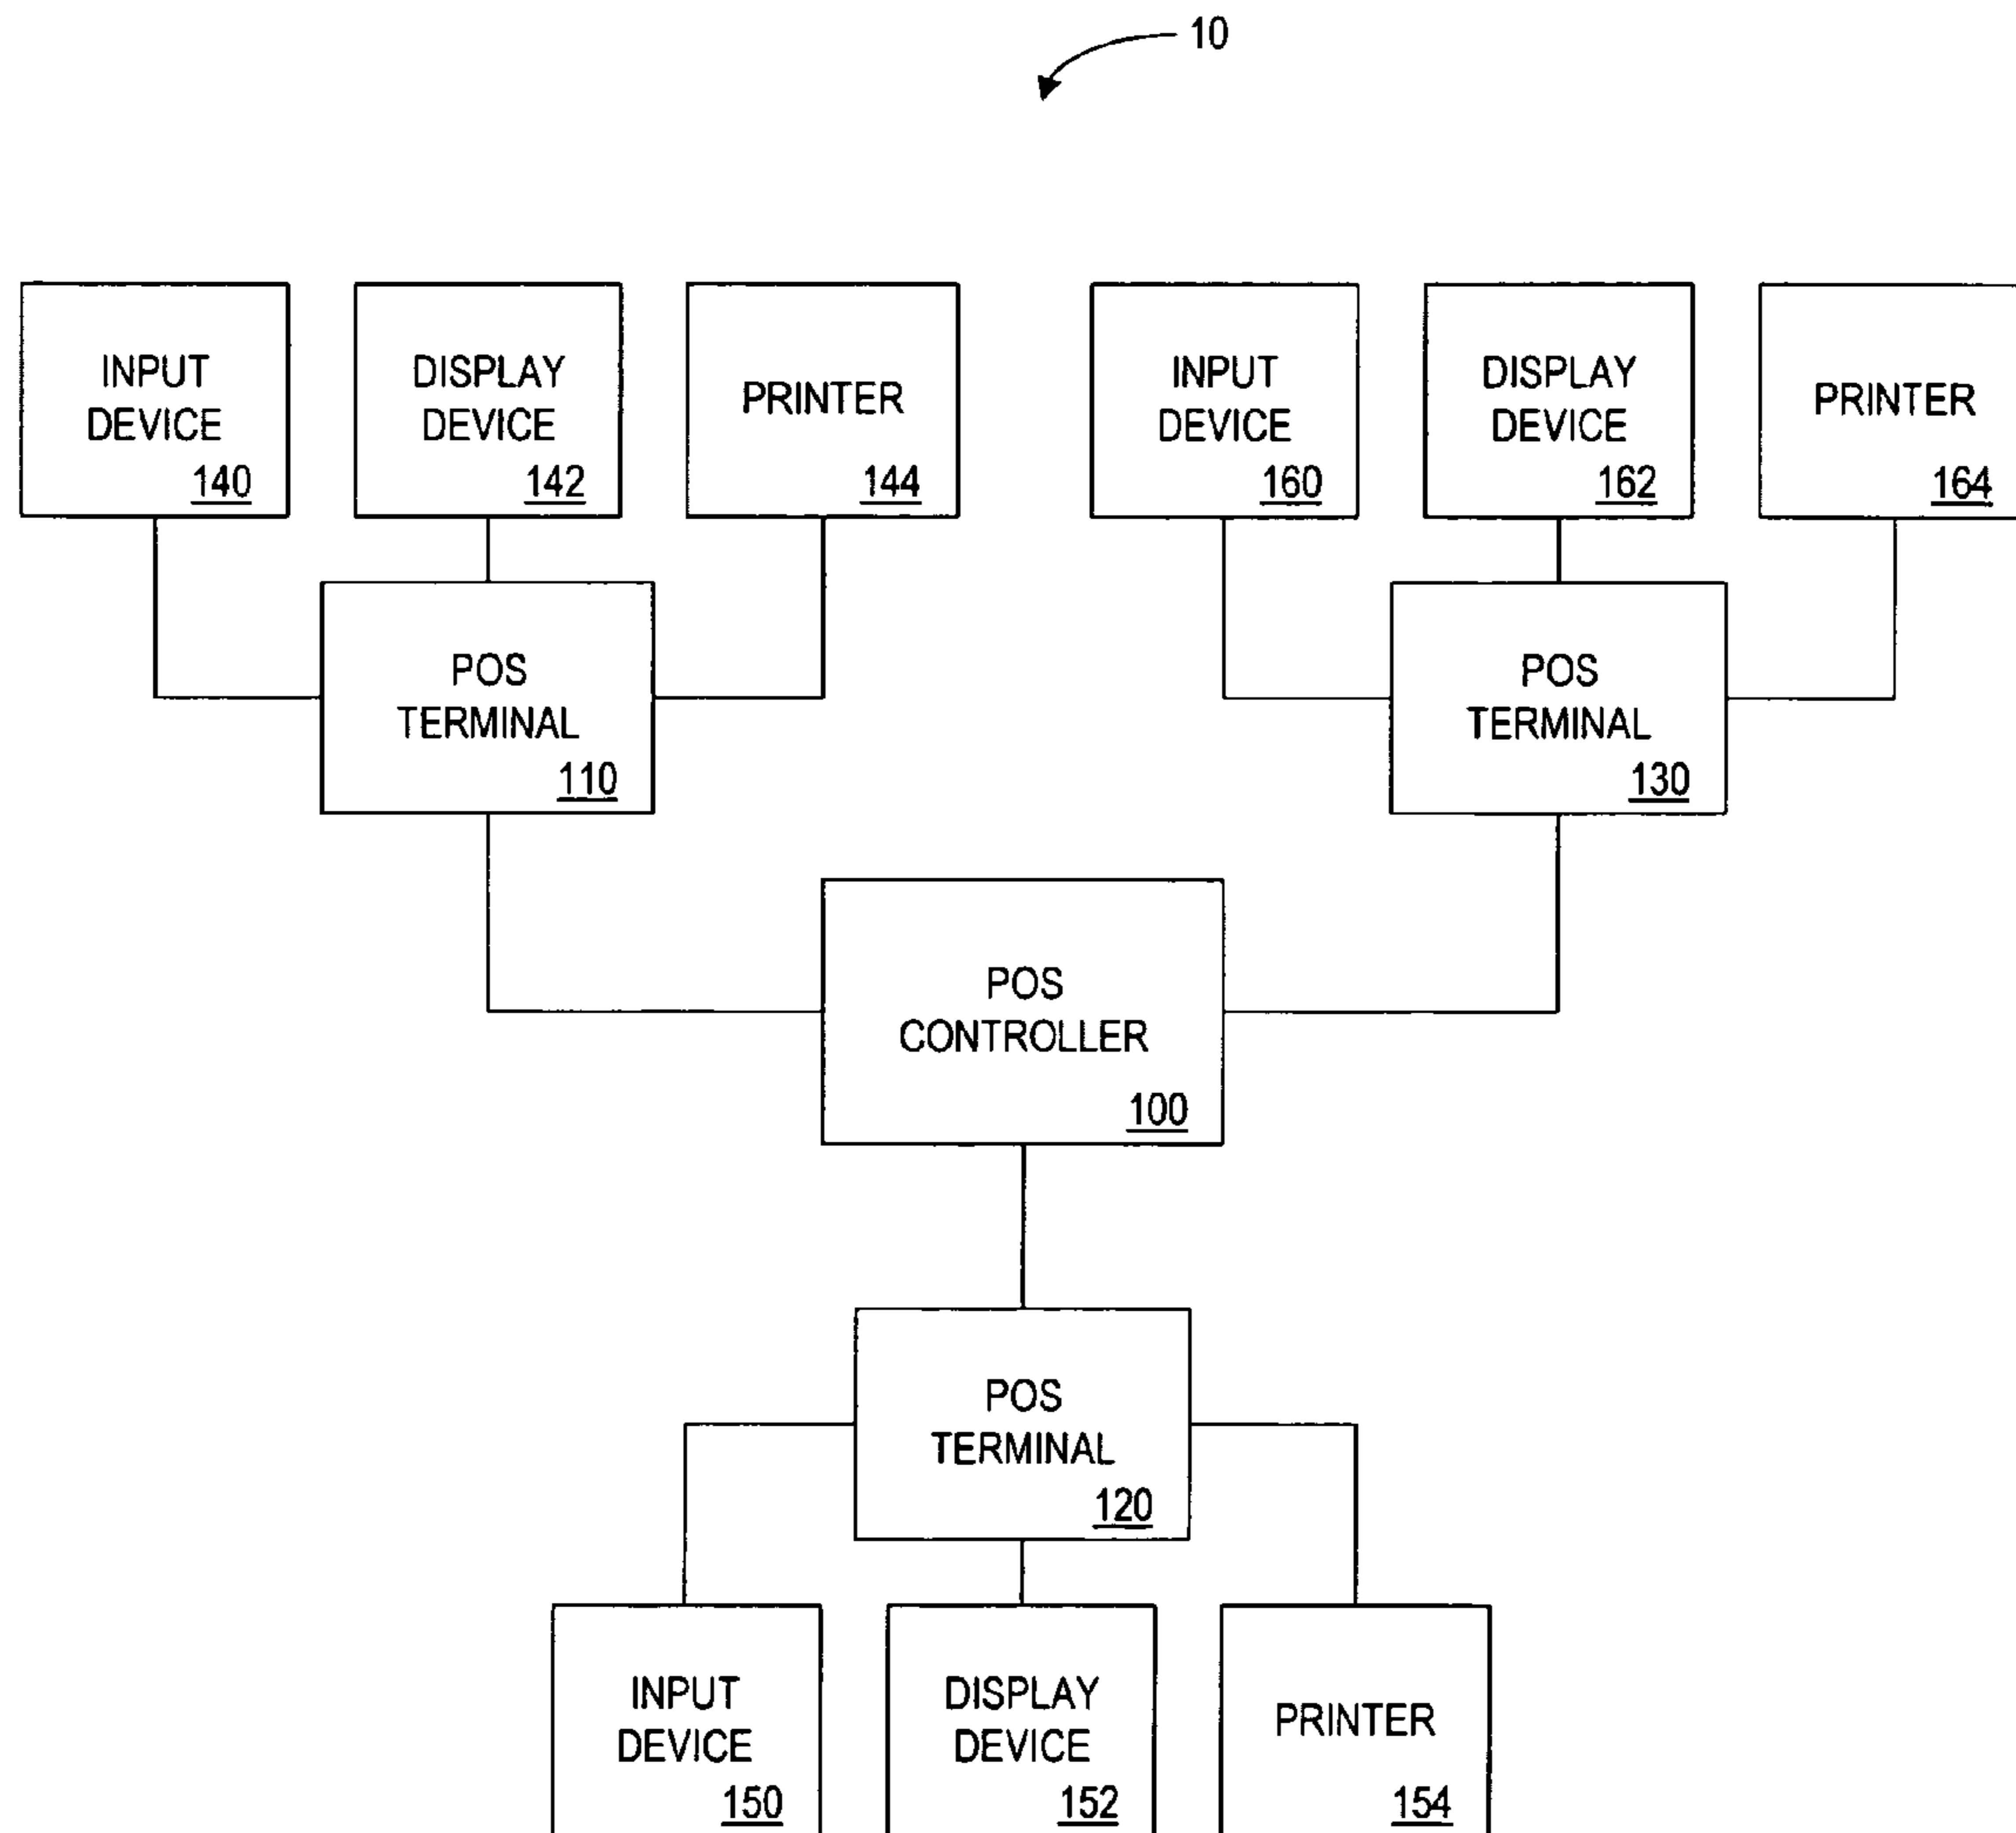 10
INPUT
DEVICE
140
DISPLAY
DEVICE
142
PRINTER
144
INPUT
DEVICE
160
DISPLAY
DEVICE
162
PRINTER
164
POS
TERMINAL
110
POS
TERMINAL
130
POS
CONTROLLER
100
POS
TERMINAL
120
INPUT
DEVICE
150
DISPLAY
DEVICE
152
PRINTER
154